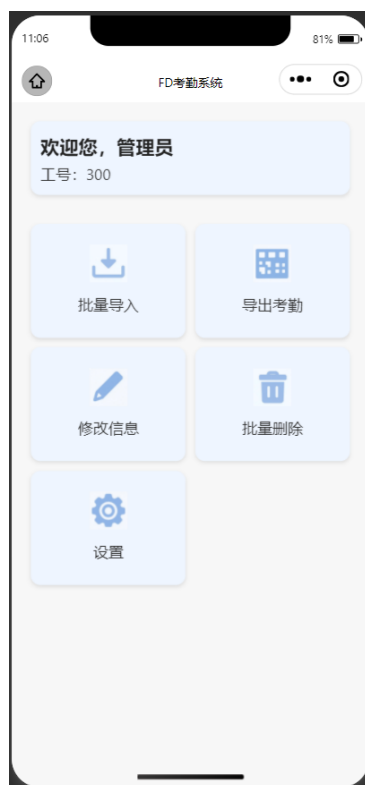 11:06 81%
FD考勤系统
欢迎您，管理员
工号：300
批量导入 导出考勤
修改信息 批量删除
设置